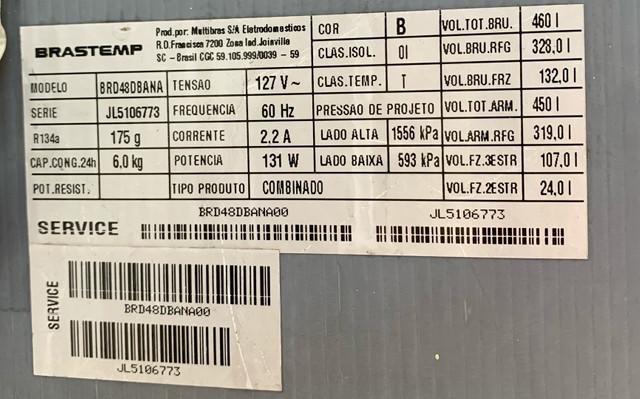 BRASTEMP
Prod.por: Multibras S/A Eletrodomesticos
R.D.Francisca 7200 Zona Ind.Joinville
SC - Brasil CGC 59.105.999/0039 - 59
COR B VOL.TOT.BRU. 460 l
CLAS.ISOL. 01 VOL.BRU.RFG 328,0 l
MODELO BRD48DBANA TENSAO 127 V~ CLAS.TEMP. T VOL.BRU.FRZ 132,0 l
SERIE JL5106773 FREQUENCIA 60 Hz PRESSAO DE PROJETO VOL.TOT.ARM. 450 l
R134a 175 g CORRENTE 2,2 A LADO ALTA 1556 kPa VOL.ARM.RFG 319,0 l
CAP.CONG.24h 6,0 kg POTENCIA 131 W LADO BAIXA 593 kPa VOL.FZ.3ESTR 107,0 l
POT.RESIST. TIPO PRODUTO COMBINADO VOL.FZ.2ESTR 24,0 l
BRD48DBANA00 JL5106773
SERVICE
SERVICE
BRD48DBANA00
JL5106773